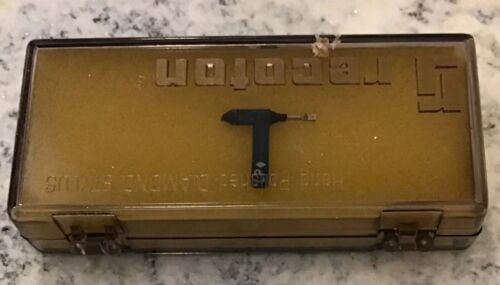 recoton
Hand Polished DIAMOND STYLUS